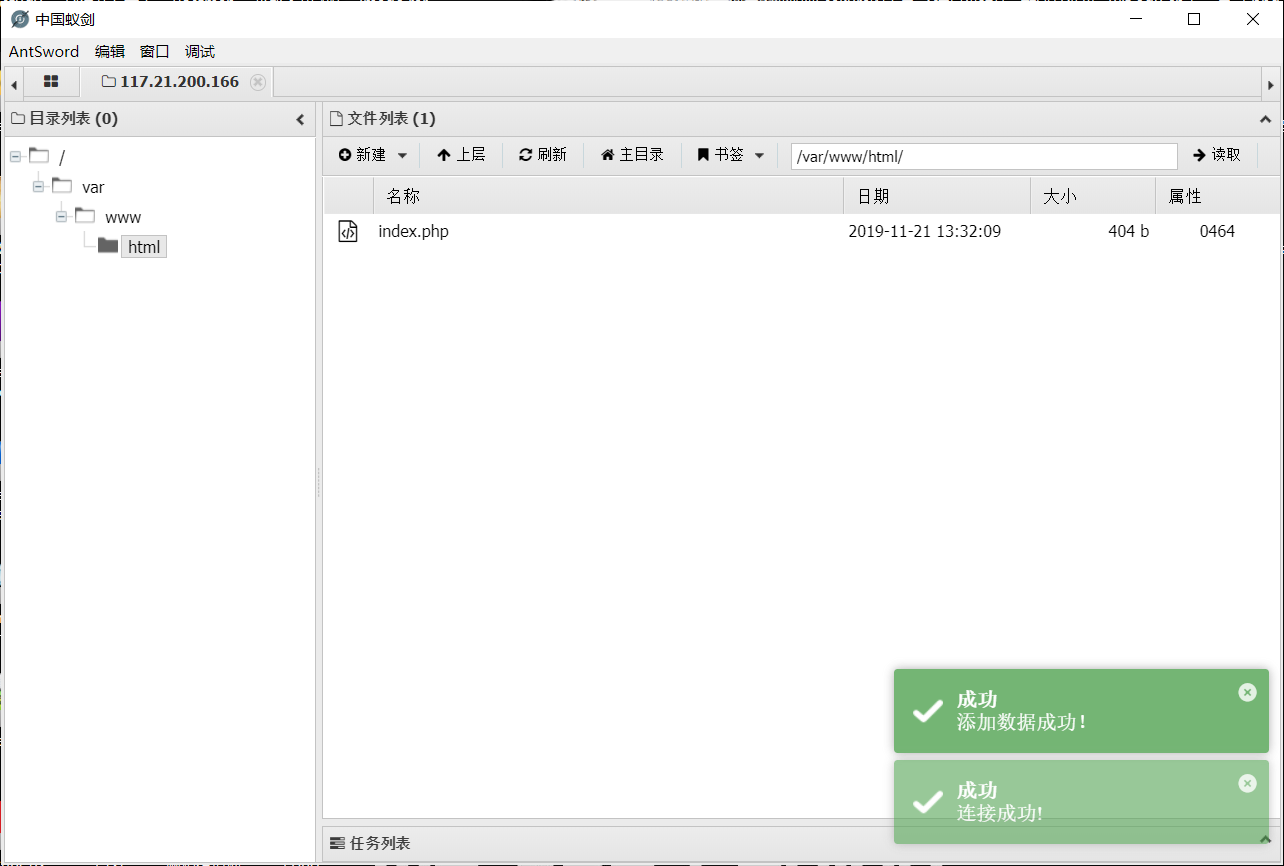 中国蚁剑
AntSword 编辑 窗口 调试
117.21.200.166
目录列表 (0)
/
var
www
html
文件列表 (1)
新建 上层 刷新 主目录 书签 /var/www/html/ 读取
名称 日期 大小 属性
index.php 2019-11-21 13:32:09 404 b 0464
成功
添加数据成功!
成功
连接成功!
任务列表